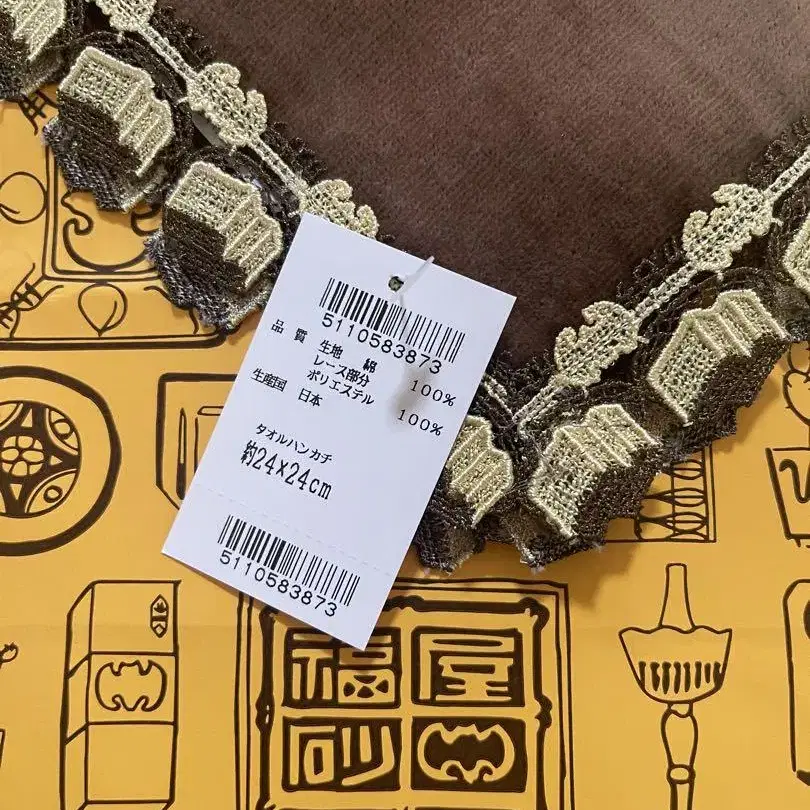 5110583873
品質 生地 綿 100%
レース部分
ポリエステル 100%
生産国 日本
タオルハンカチ
約24×24cm
5110583873
福屋
砂